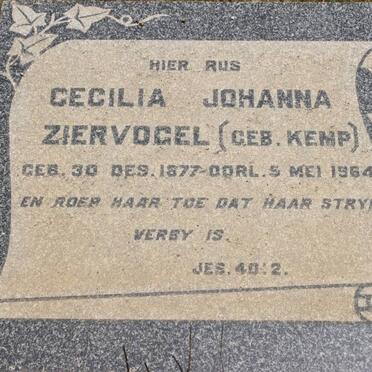 HIER RUS
CECILIA JOHANNA
ZIERVOGEL (GEB. KEMP)
GEB. 30 DES. 1877–OORL. 5 MEI 1964
EN ROEP HAAR TOE DAT HAAR STRYD
VERBY IS.
JES. 40:2.